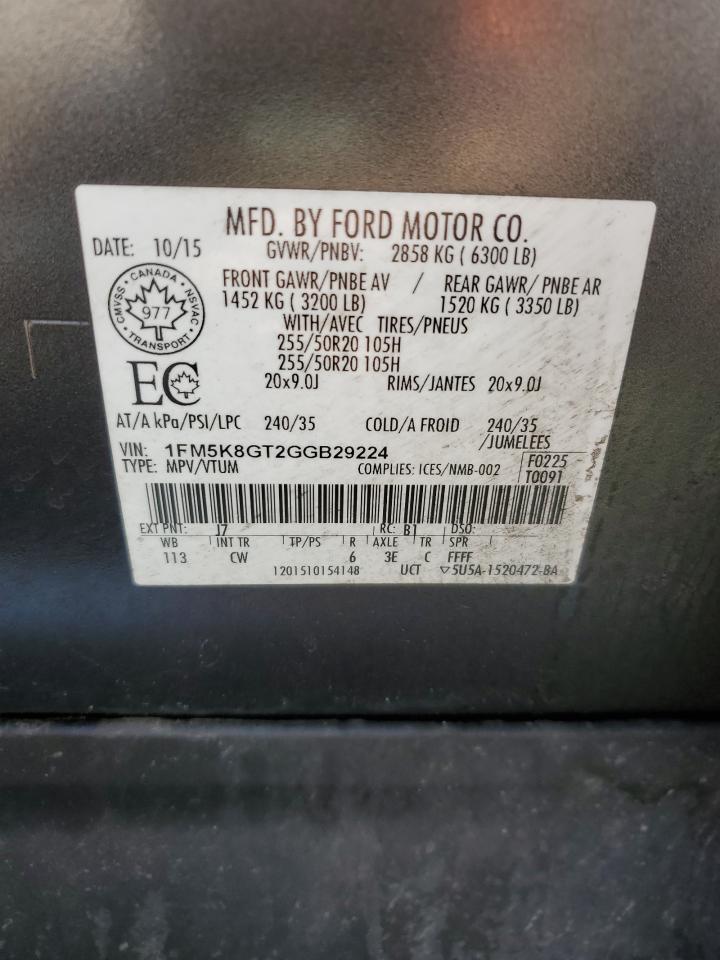 MFD. BY FORD MOTOR CO.
DATE: 10/15
GVWR/PNBV: 2858 KG ( 6300 LB)
FRONT GAWR/PNBE AV / REAR GAWR/ PNBE AR
1452 KG ( 3200 LB) 1520 KG ( 3350 LB)
WITH/AVEC TIRES/PNEUS
255/50R20 105H
255/50R20 105H
20x9.0J RIMS/JANTES 20x9.0J
CANADA
CMVSS
NSVAC
977
TRANSPORT
EC
AT/A kPa/PSI/LPC 240/35 COLD/A FROID 240/35
/JUMELEES
VIN: 1FM5K8GT2GGB29224
TYPE: MPV/VTUM COMPLIES: ICES/NMB-002
F0225
T0091
EXT PNT: J7 RC: B1 DSO:
WB INT TR TP/PS R AXLE TR SPR
113 CW 6 3E C FFFF
1201510154148 UCT ▽5U5A-1520472-BA